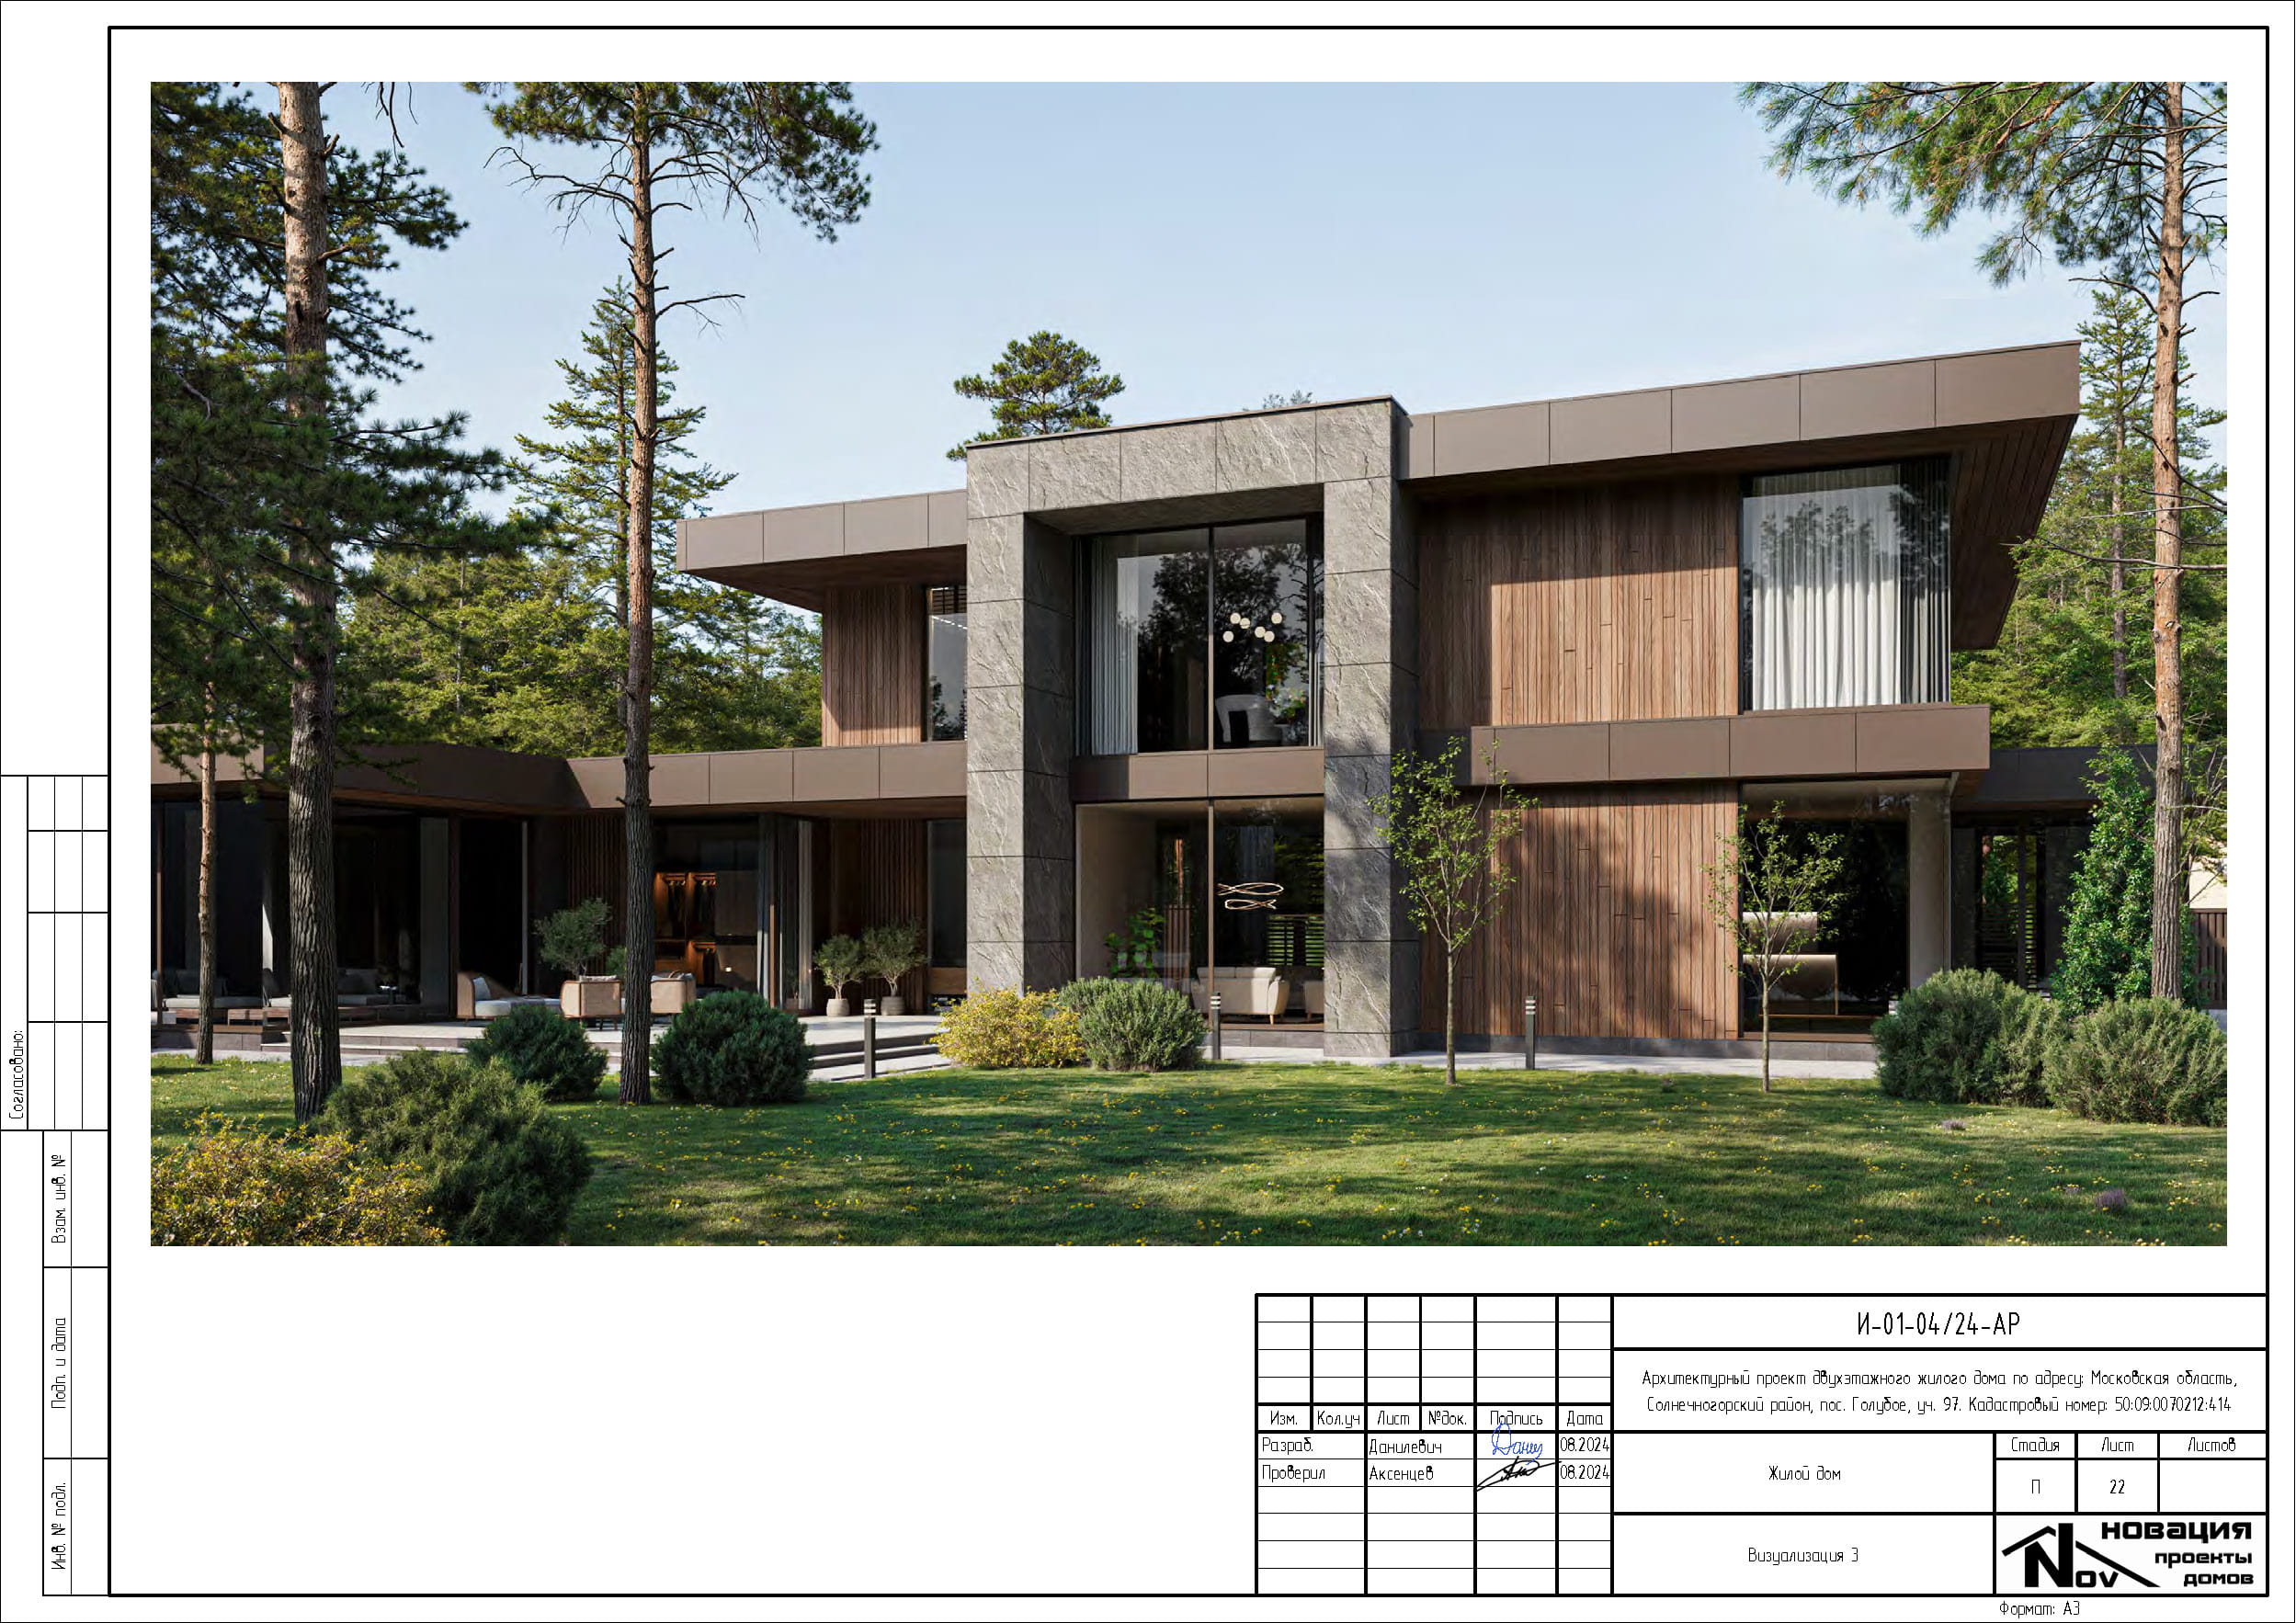 Согласовано:
Взам. инв. №
Подп. и дата
Инв. № подл.
И-01-04/24-АР
Архитектурный проект двухэтажного жилого дома по адресу: Московская область,
Солнечногорский район, пос. Голубое, уч. 97. Кадастровый номер: 50:09:0070212:414
Изм. Кол.уч Лист №док. Подпись Дата
Разраб. Данилевич 08.2024
Проверил Аксенцев 08.2024
Жилой дом
Стадия Лист Листов
П 22
Визуализация 3
Nov
новация
проекты
домов
Формат: А3